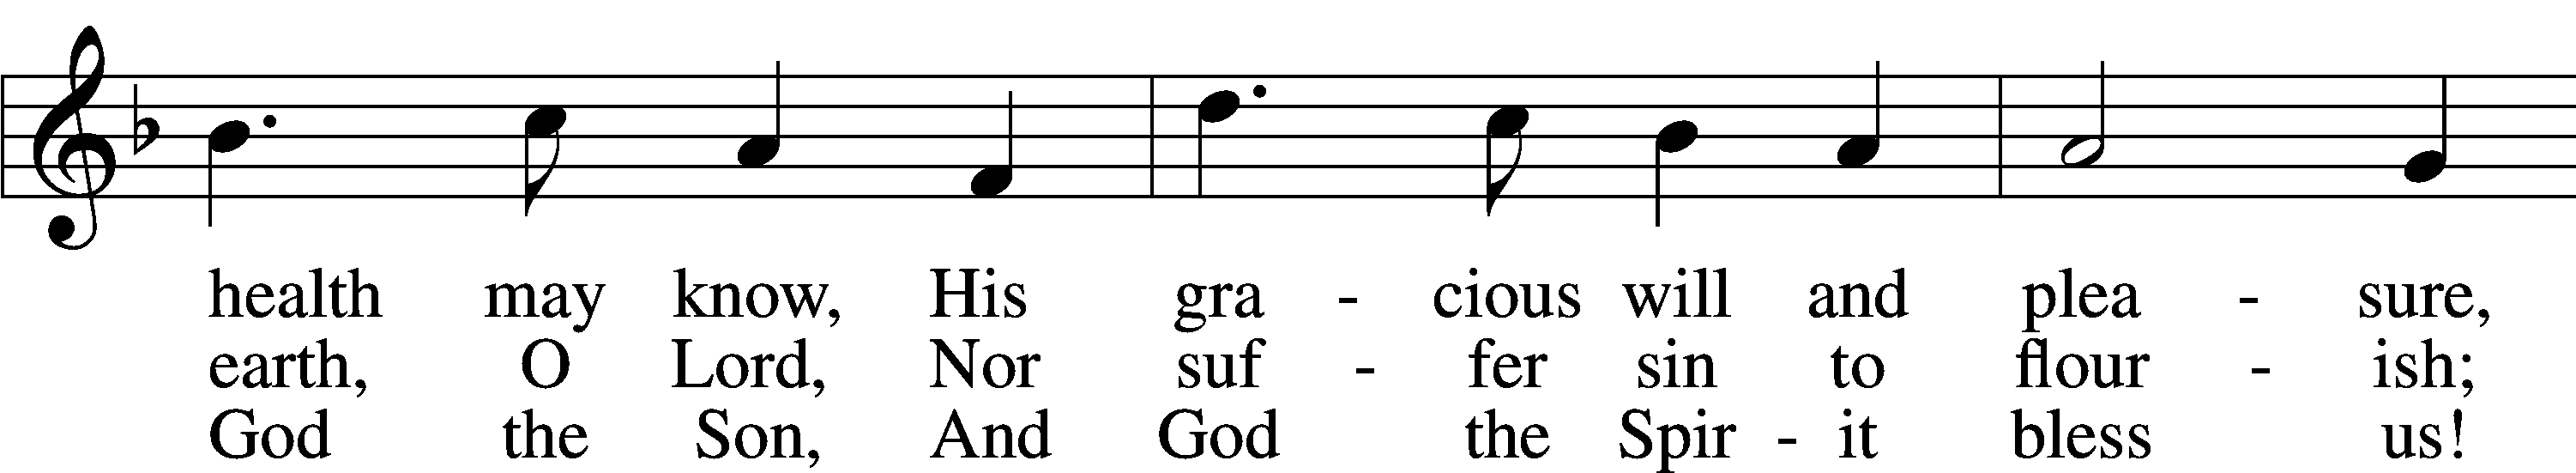 health may know, His gra - cious will and plea - sure,
earth, O Lord, Nor suf - fer sin to flour - ish;
God the Son, And God the Spir - it bless us!